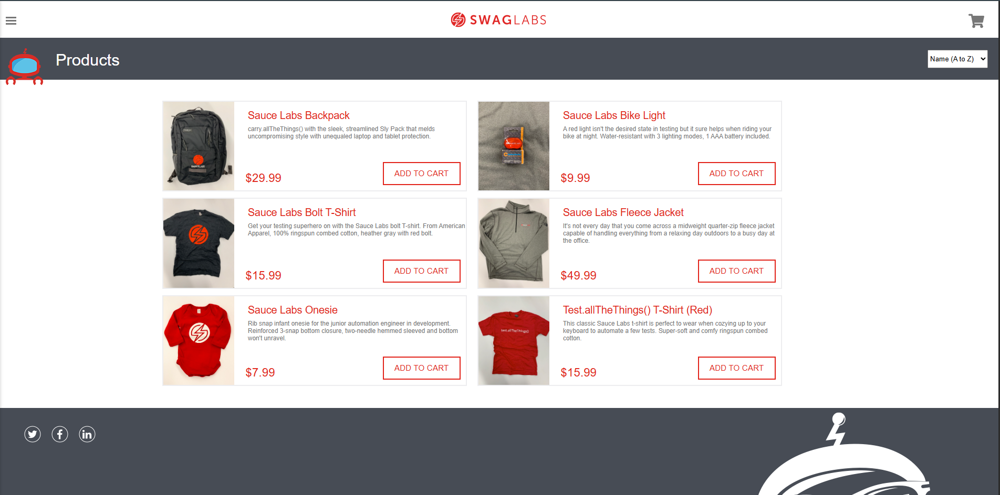 SWAGLABS
Products
Name (A to Z)
Sauce Labs Backpack
carry.allTheThings() with the sleek, streamlined Sly Pack that melds
uncompromising style with unequaled laptop and tablet protection.
$29.99
ADD TO CART
SAUCELABS
Sauce Labs Bike Light
A red light isn't the desired state in testing but it sure helps when riding your
bike at night. Water-resistant with 3 lighting modes, 1 AAA battery included.
$9.99
ADD TO CART
Sauce Labs Bolt T-Shirt
Get your testing superhero on with the Sauce Labs bolt T-shirt. From American
Apparel, 100% ringspun combed cotton, heather gray with red bolt.
$15.99
ADD TO CART
Sauce Labs Fleece Jacket
It's not every day that you come across a midweight quarter-zip fleece jacket
capable of handling everything from a relaxing day outdoors to a busy day at
the office.
$49.99
ADD TO CART
Sauce Labs Onesie
Rib snap infant onesie for the junior automation engineer in development.
Reinforced 3-snap bottom closure, two-needle hemmed sleeved and bottom
won't unravel.
$7.99
ADD TO CART
test.allTheThings()
Test.allTheThings() T-Shirt (Red)
This classic Sauce Labs t-shirt is perfect to wear when cozying up to your
keyboard to automate a few tests. Super-soft and comfy ringspun combed
cotton.
$15.99
ADD TO CART